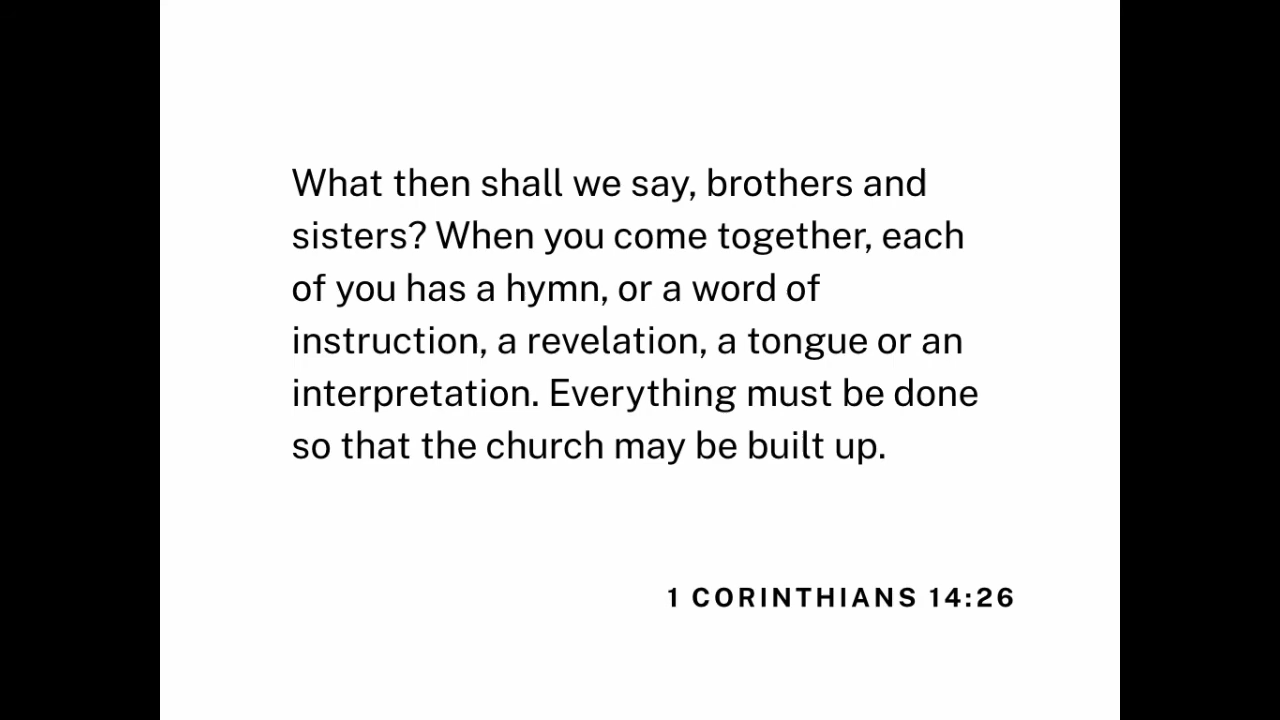 What then shall we say, brothers and
sisters? When you come together, each
of you has a hymn, or a word of
instruction, a revelation, a tongue or an
interpretation. Everything must be done
so that the church may be built up.
1 CORINTHIANS 14:26